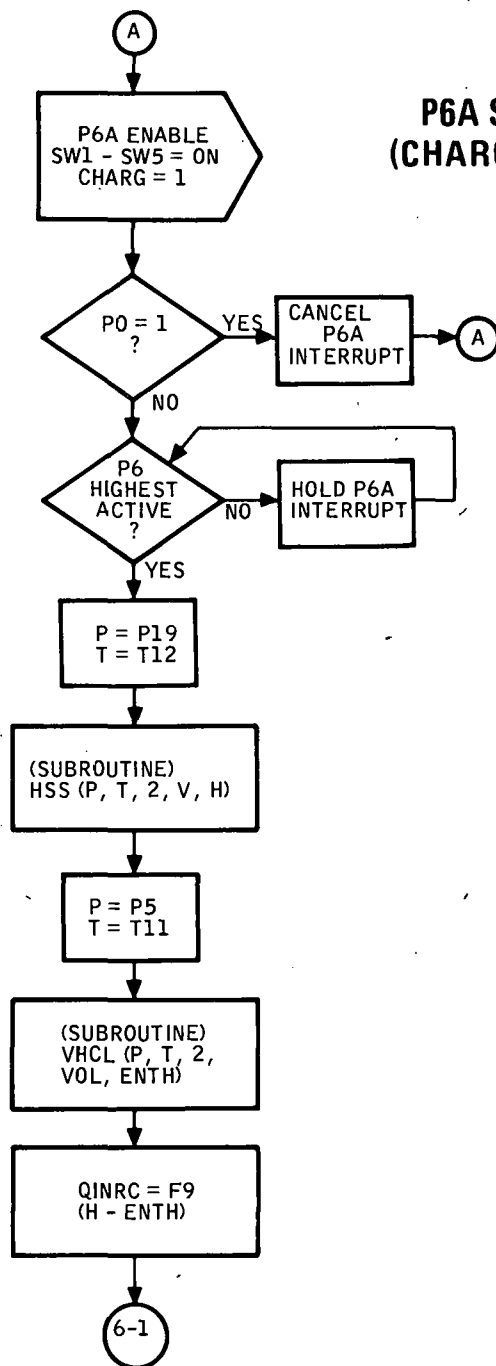 A
P6A S
(CHARG
P6A ENABLE
SW1 - SW5 = ON
CHARG = 1
PO = 1
?
YES
CANCEL
P6A
INTERRUPT
A
NO
P6
HIGHEST
ACTIVE
?
NO
HOLD P6A
INTERRUPT
YES
P = P19
T = T12
(SUBROUTINE)
HSS (P, T, 2, V, H)
P = P5
T = T11
(SUBROUTINE)
VHCL (P, T, 2,
VOL, ENTH)
QINRC = F9
(H - ENTH)
6-1